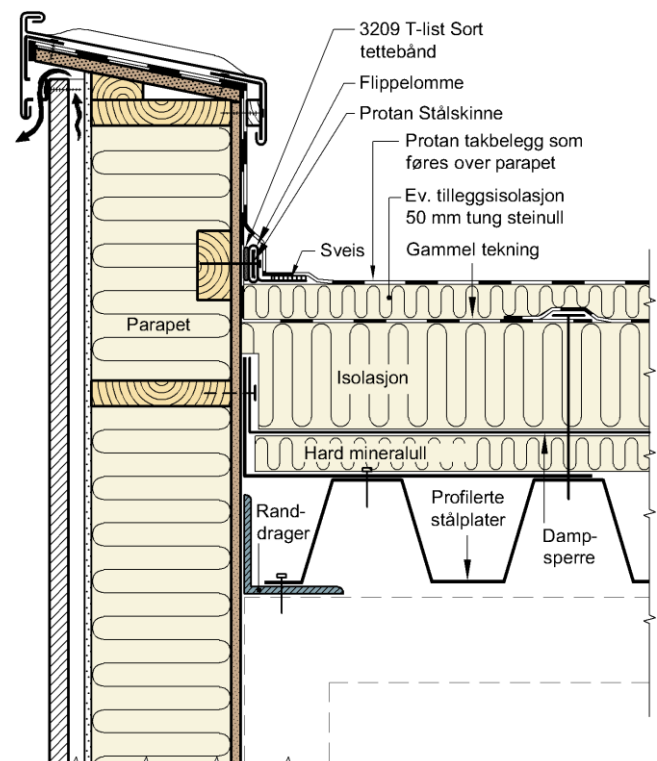 3209 T-list Sort
tettebånd
Flippelomme
Protan Stålskinne
Protan takbelegg som
føres over parapet
Ev. tilleggsisolasjon
50 mm tung steinull
Sveis
Gammel tekning
Parapet
Isolasjon
Hard mineralull
Rand-
drager
Profilerte
stålplater
Damp-
sperre